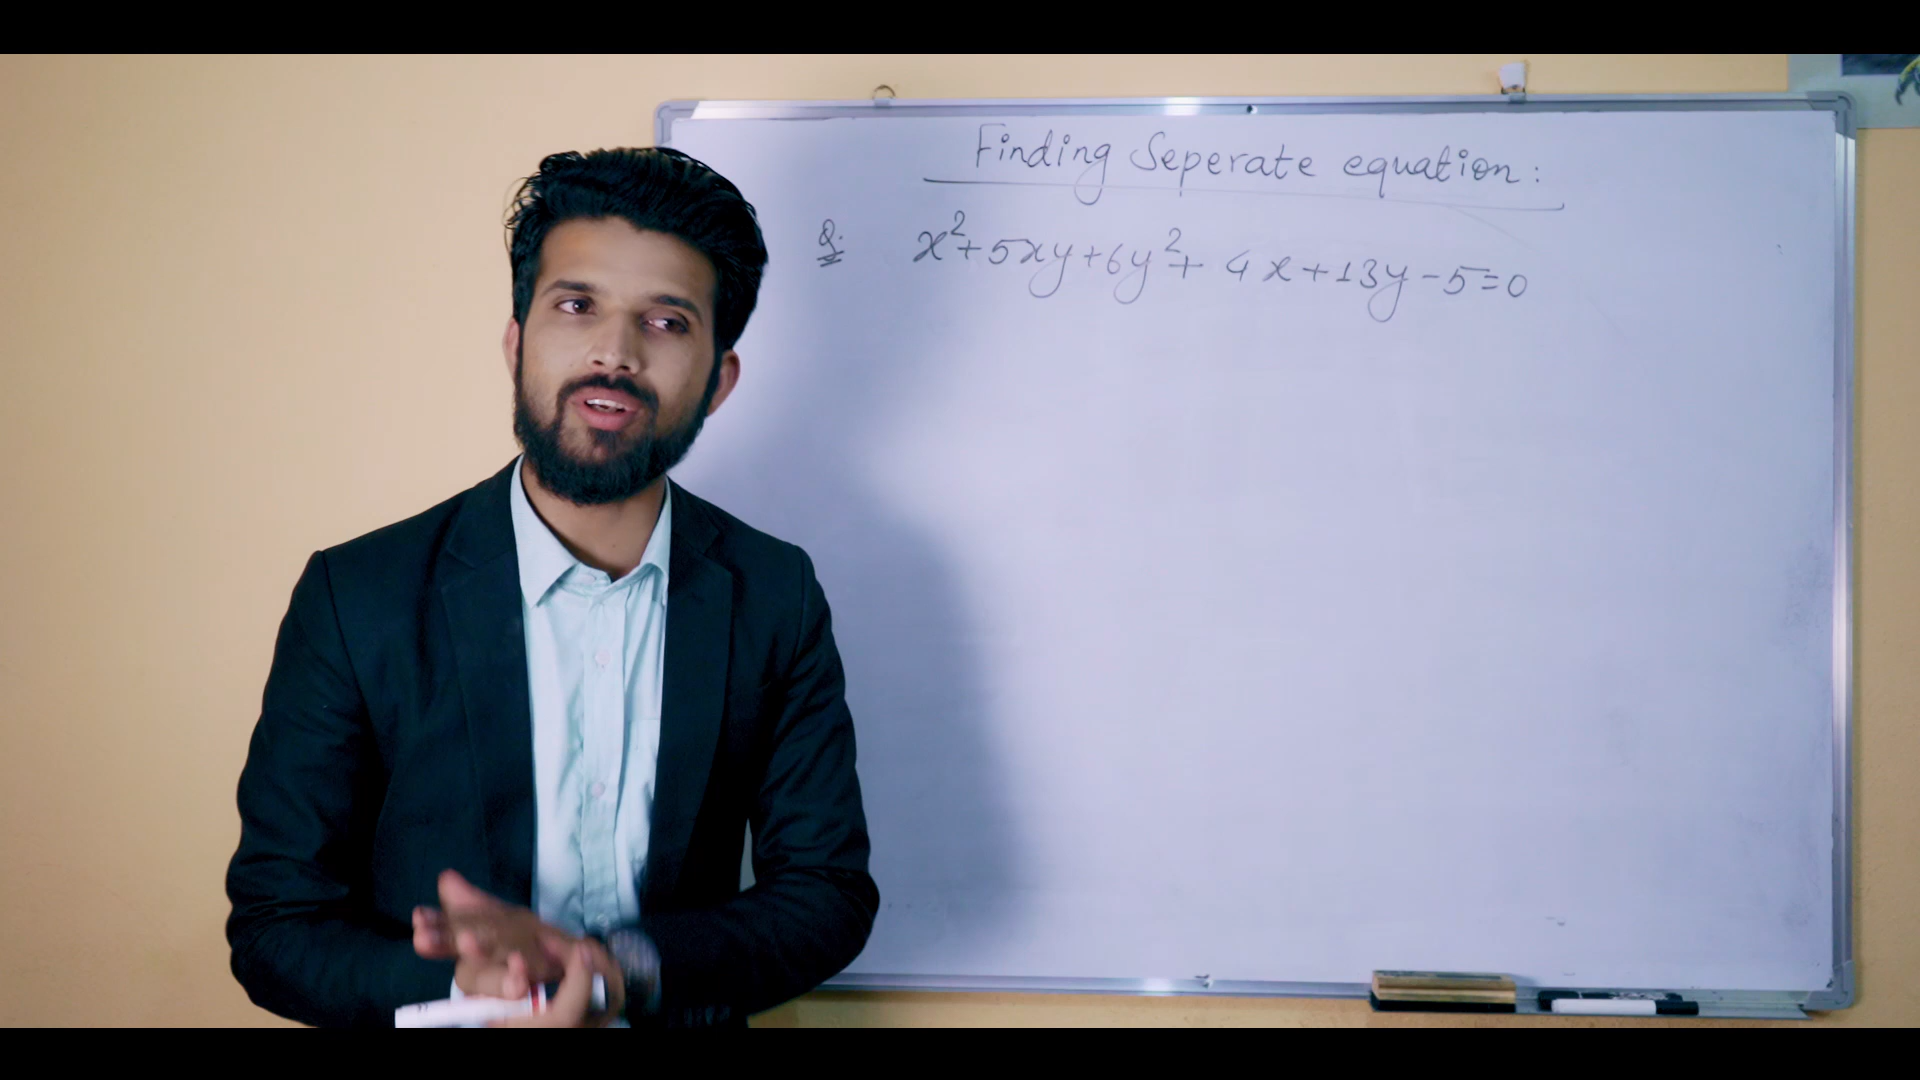 Finding Seperate equation:
Q. x²+5xy+6y²+4x+13y-5=0